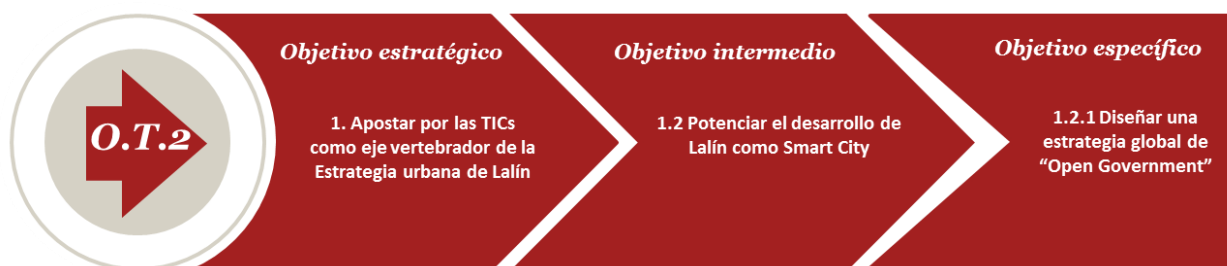 O.T.2
Objetivo estratégico
1. Apostar por las TICs
como eje vertebrador de la
Estrategia urbana de Lalín
Objetivo intermedio
1.2 Potenciar el desarrollo de
Lalín como Smart City
Objetivo específico
1.2.1 Diseñar una
estrategia global de
“Open Government”